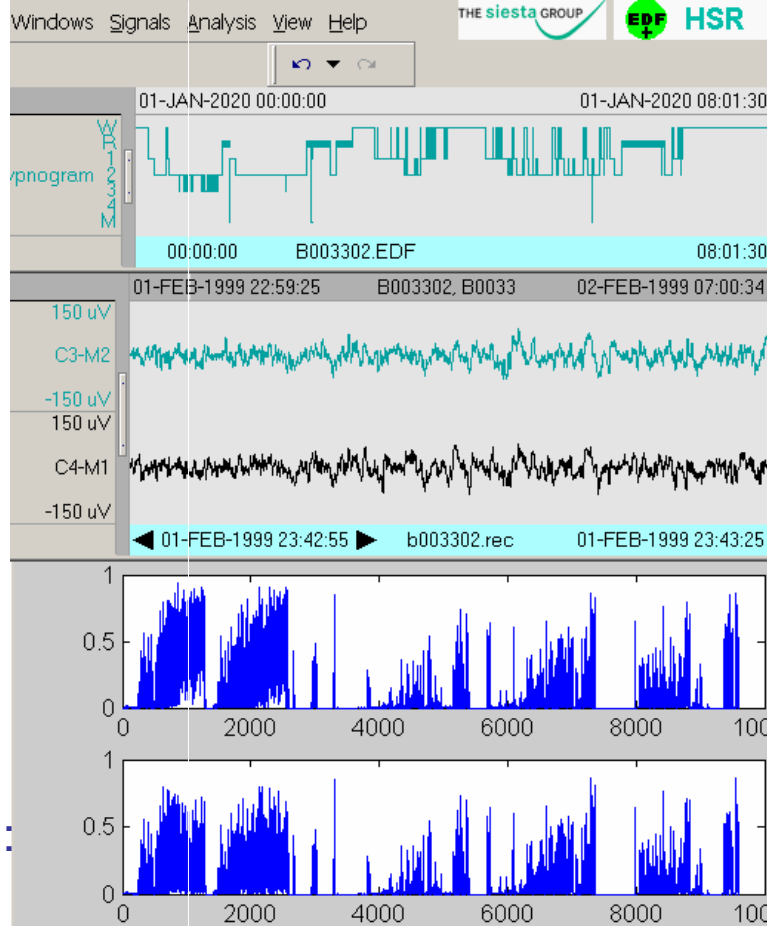 THE siesta GROUP EDF + HSR
Windows Signals Analysis View Help
01-JAN-2020 00:00:00 01-JAN-2020 08:01:30
W
R
1
2
3
4
M
ypnogram
00:00:00 B003302.EDF 08:01:30
01-FEB-1999 22:59:25 B003302, B0033 02-FEB-1999 07:00:34
150 uV
C3-M2
-150 uV
150 uV
C4-M1
-150 uV
01-FEB-1999 23:42:55 b003302.rec 01-FEB-1999 23:43:25
1
0.5
0
0 2000 4000 6000 8000 100
1
:
0.5
0
0 2000 4000 6000 8000 100